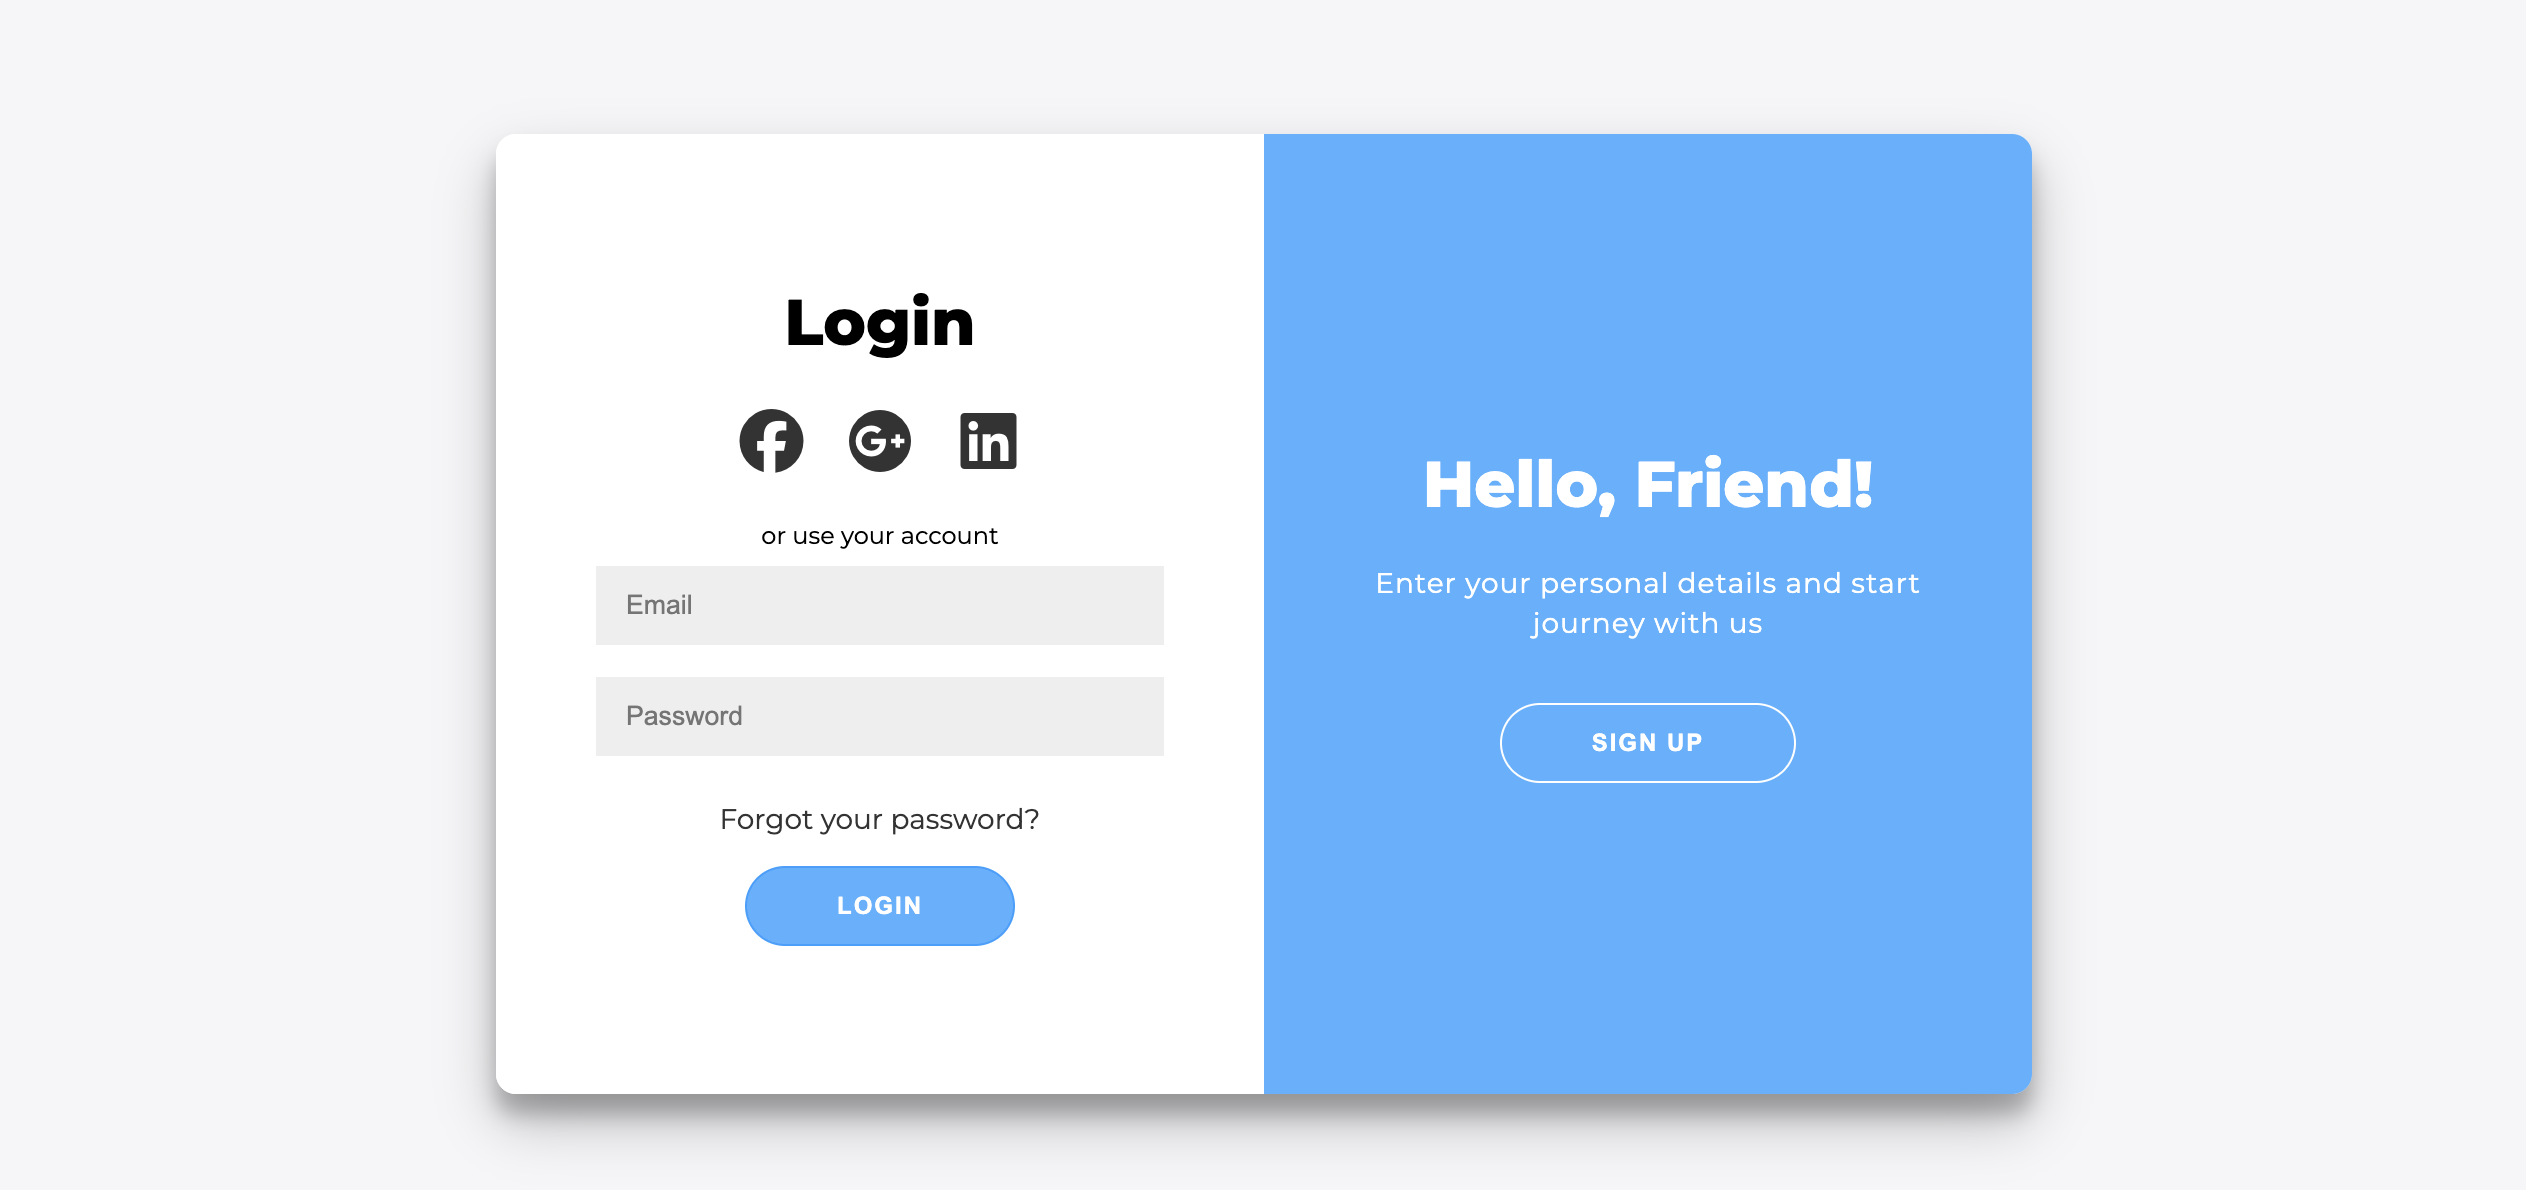 Login
or use your account
Email
Password
Forgot your password?
LOGIN
Hello, Friend!
Enter your personal details and start
journey with us
SIGN UP